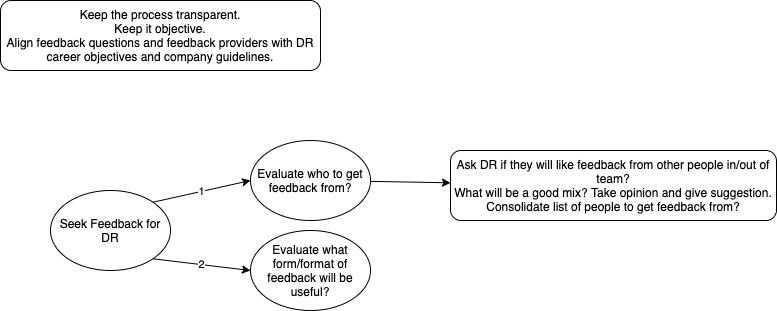 Keep the process transparent.
Keep it objective.
Align feedback questions and feedback providers with DR
career objectives and company guidelines.
Evaluate who to get
feedback from?
Ask DR if they will like feedback from other people in/out of
team?
What will be a good mix? Take opinion and give suggestion.
Consolidate list of people to get feedback from?
1
Seek Feedback for
DR
2
Evaluate what
form/format of
feedback will be
useful?